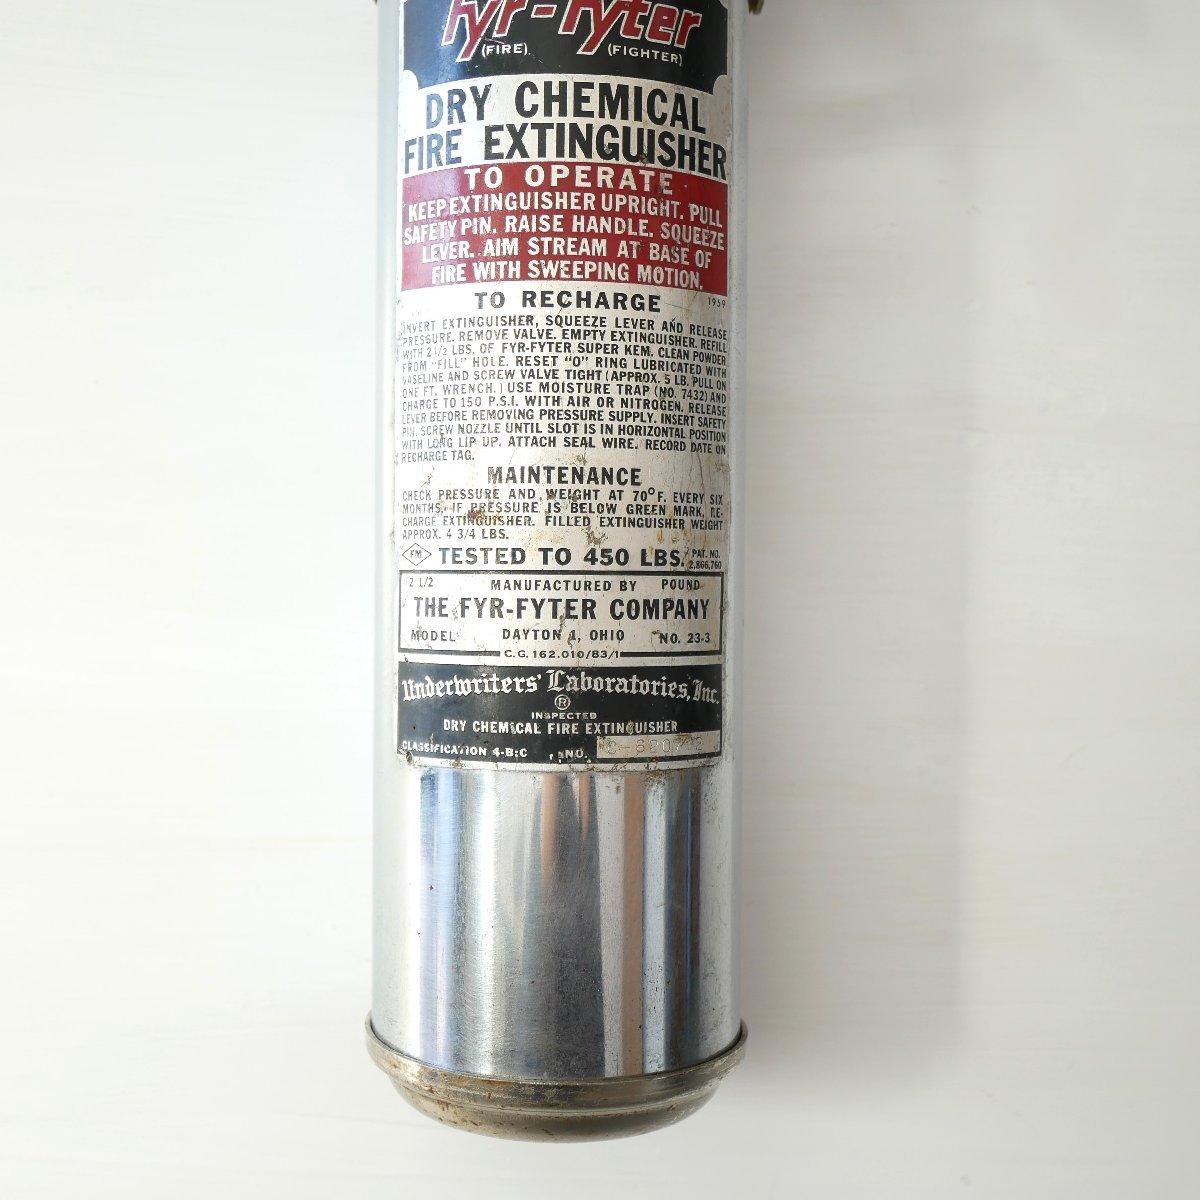 Fyr-Fyter
(FIRE) (FIGHTER)
DRY CHEMICAL
FIRE EXTINGUISHER
TO OPERATE
KEEP EXTINGUISHER UPRIGHT. PULL
SAFETY PIN. RAISE HANDLE. SQUEEZE
LEVER. AIM STREAM AT BASE OF
FIRE WITH SWEEPING MOTION.
TO RECHARGE 1959
INVERT EXTINGUISHER, SQUEEZE LEVER AND RELEASE
PRESSURE. REMOVE VALVE. EMPTY EXTINGUISHER. REFILL
WITH 2 1/2 LBS. OF FYR-FYTER SUPER KEM. CLEAN POWDER
FROM "FILL" HOLE. RESET "O" RING LUBRICATED WITH
VASELINE AND SCREW VALVE TIGHT (APPROX. 5 LB. PULL ON
ONE FT. WRENCH.) USE MOISTURE TRAP (NO. 7432) AND
CHARGE TO 150 P.S.I. WITH AIR OR NITROGEN. RELEASE
LEVER BEFORE REMOVING PRESSURE SUPPLY. INSERT SAFETY
PIN. SCREW NOZZLE UNTIL SLOT IS IN HORIZONTAL POSITION
WITH LONG LIP UP. ATTACH SEAL WIRE. RECORD DATE ON
RECHARGE TAG.
MAINTENANCE
CHECK PRESSURE AND WEIGHT AT 70°F. EVERY SIX
MONTHS. IF PRESSURE IS BELOW GREEN MARK, RE-
CHARGE EXTINGUISHER. FILLED EXTINGUISHER WEIGHT
APPROX. 4 3/4 LBS.
FM TESTED TO 450 LBS. PAT. NO.
2,866,760
2 1/2 MANUFACTURED BY POUND
THE FYR-FYTER COMPANY
MODEL DAYTON 1, OHIO NO. 23-3
C.G. 162.010/83/1
Underwriters' Laboratories, Inc.
®
INSPECTED
DRY CHEMICAL FIRE EXTINGUISHER
CLASSIFICATION 4-B:C NO.